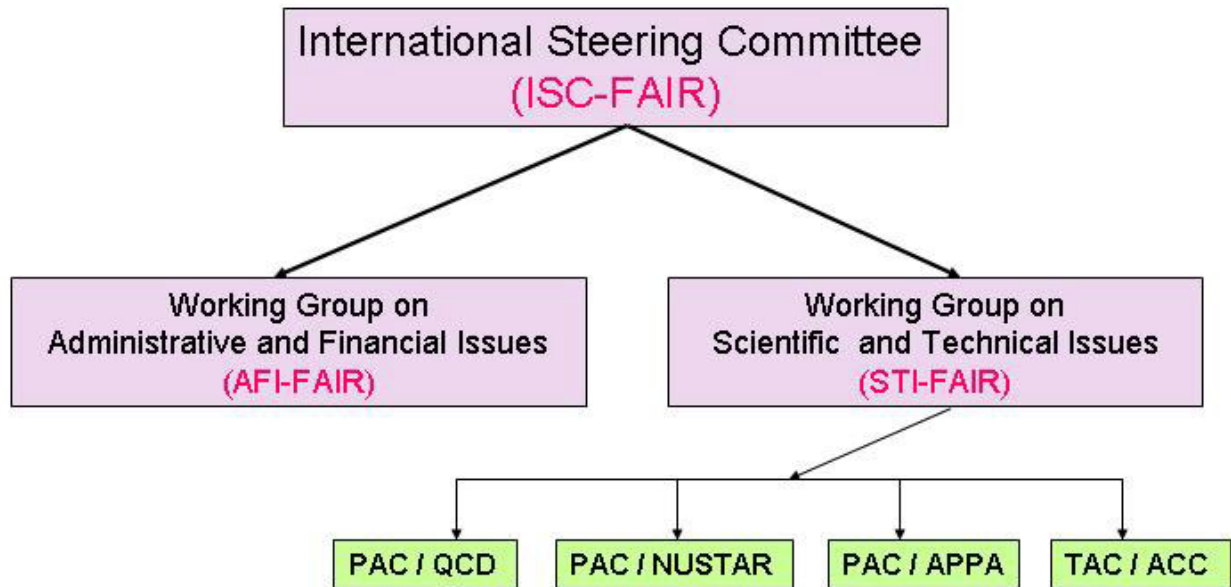 International Steering Committee
(ISC-FAIR)
Working Group on
Administrative and Financial Issues
(AFI-FAIR)
Working Group on
Scientific and Technical Issues
(STI-FAIR)
PAC / QCD
PAC / NUSTAR
PAC / APPA
TAC / ACC